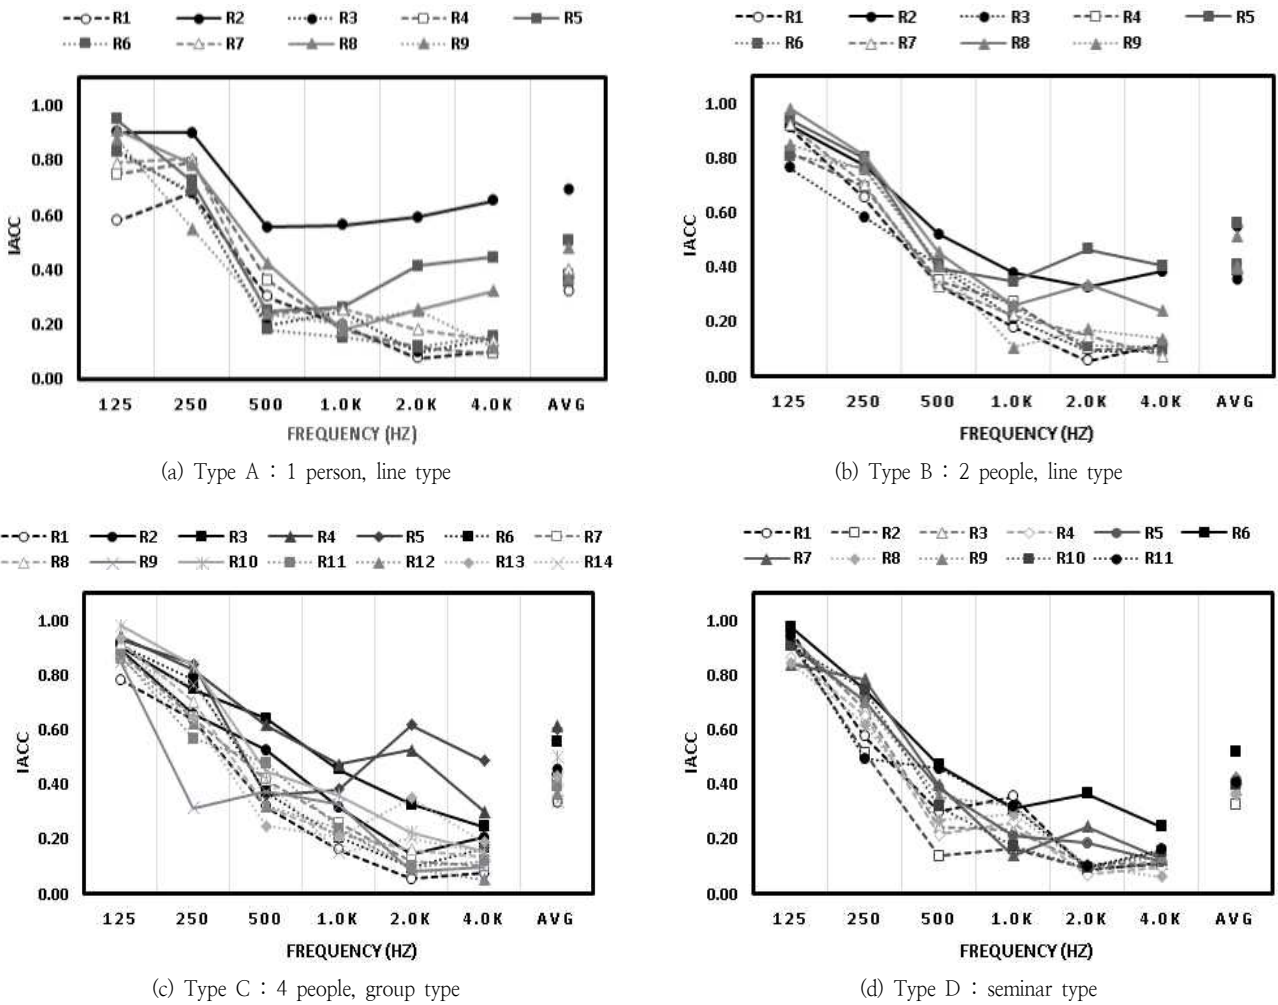 R1 R2 R3 R4 R5
R6 R7 R8 R9
IACC
1.00
0.80
0.60
0.40
0.20
0.00
125 250 500 1.0K 2.0K 4.0K AVG
FREQUENCY (HZ)
(a) Type A : 1 person, line type
R1 R2 R3 R4 R5
R6 R7 R8 R9
IACC
1.00
0.80
0.60
0.40
0.20
0.00
125 250 500 1.0K 2.0K 4.0K AVG
FREQUENCY (HZ)
(b) Type B : 2 people, line type
R1 R2 R3 R4 R5 R6 R7
R8 R9 R10 R11 R12 R13 R14
IACC
1.00
0.80
0.60
0.40
0.20
0.00
125 250 500 1.0K 2.0K 4.0K AVG
FREQUENCY (HZ)
(c) Type C : 4 people, group type
R1 R2 R3 R4 R5 R6
R7 R8 R9 R10 R11
IACC
1.00
0.80
0.60
0.40
0.20
0.00
125 250 500 1.0K 2.0K 4.0K AVG
FREQUENCY (HZ)
(d) Type D : seminar type